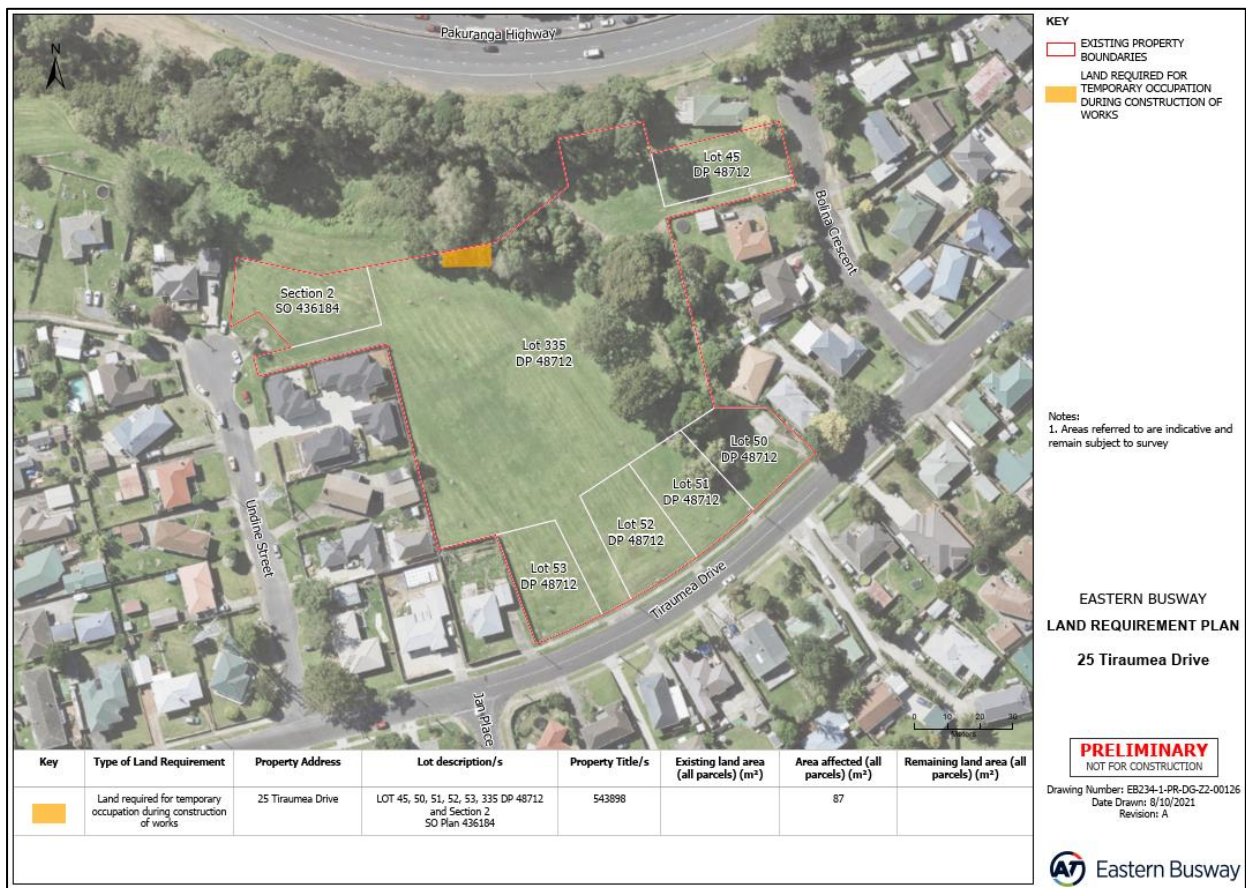 Pakuranga Highway
N
Lot 45
DP 48712
Bolina Crescent
Section 2
SO 436184
Lot 335
DP 48712
Lot 50
DP 48712
Lot 51
DP 48712
Lot 52
DP 48712
Lot 53
DP 48712
Undine Street
Tiraumea Drive
Jan Place
0 10 20 30
Meters
KEY
EXISTING PROPERTY
BOUNDARIES
LAND REQUIRED FOR
TEMPORARY OCCUPATION
DURING CONSTRUCTION OF
WORKS
Notes:
1. Areas referred to are indicative and
remain subject to survey
EASTERN BUSWAY
LAND REQUIREMENT PLAN
25 Tiraumea Drive
PRELIMINARY
NOT FOR CONSTRUCTION
Drawing Number: EB234-1-PR-DG-Z2-00126
Date Drawn: 8/10/2021
Revision: A
AT Eastern Busway
Key
Type of Land Requirement
Property Address
Lot description/s
Property Title/s
Existing land area
(all parcels) (m²)
Area affected (all
parcels) (m²)
Remaining land area (all
parcels) (m²)
Land required for temporary
occupation during construction
of works
25 Tiraumea Drive
LOT 45, 50, 51, 52, 53, 335 DP 48712
and Section 2
SO Plan 436184
543898
87